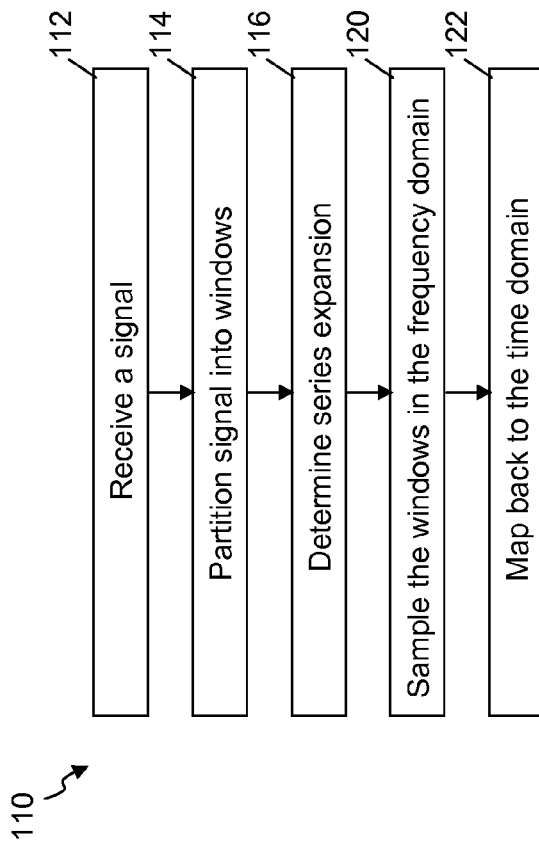 110
112
Receive a signal
114
Partition signal into windows
116
Determine series expansion
120
Sample the windows in the frequency domain
122
Map back to the time domain